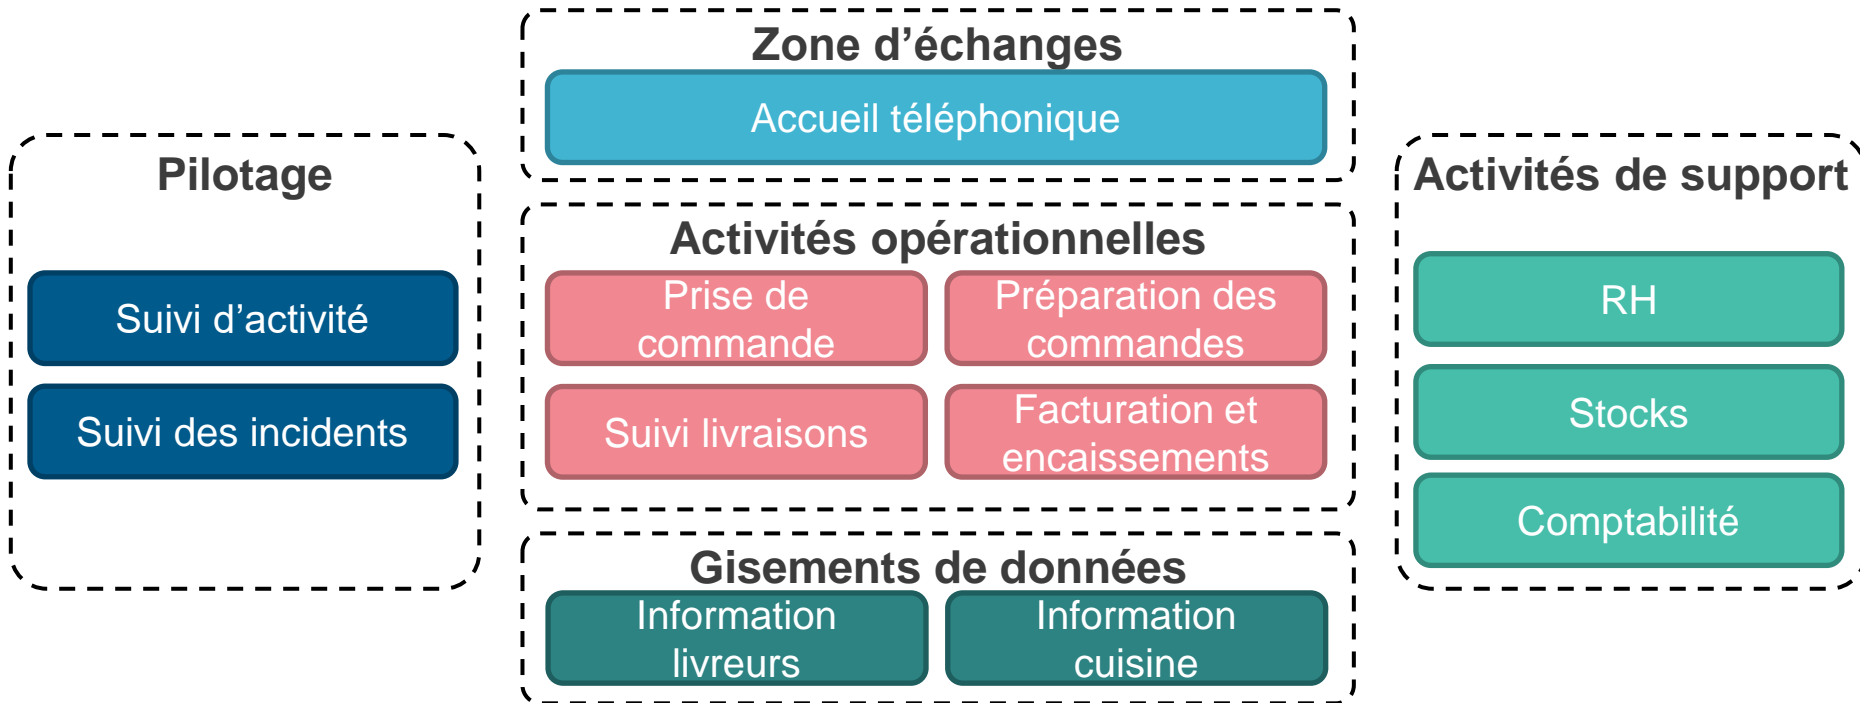 Zone d’échanges
Accueil téléphonique
Pilotage
Suivi d’activité
Suivi des incidents
Activités opérationnelles
Prise de
commande
Préparation des
commandes
Suivi livraisons
Facturation et
encaissements
Gisements de données
Information
livreurs
Information
cuisine
Activités de support
RH
Stocks
Comptabilité